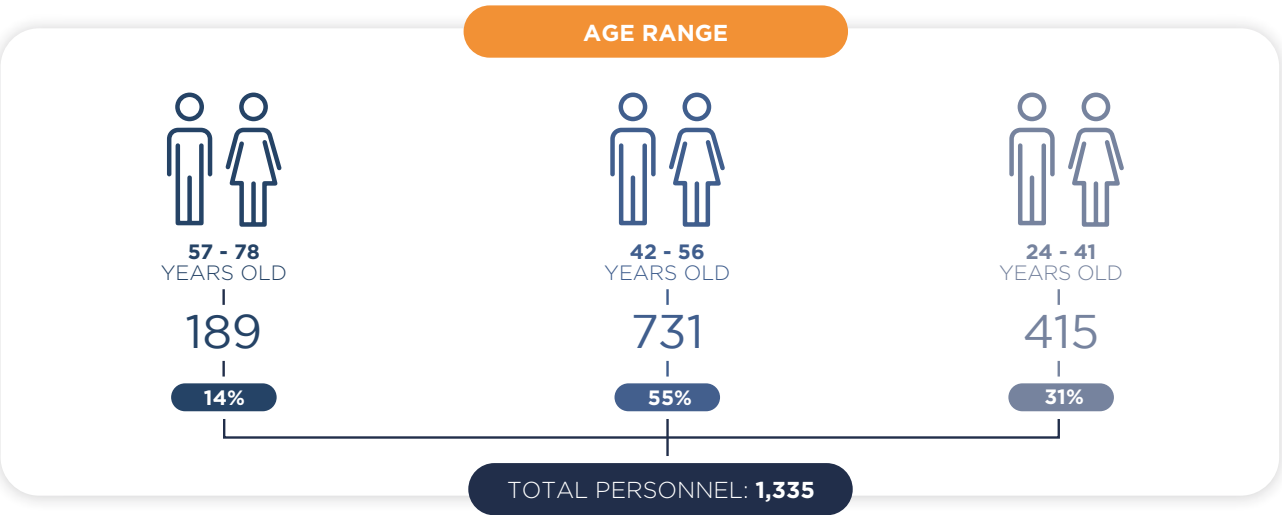 AGE RANGE
57 - 78
YEARS OLD
189
14%
42 - 56
YEARS OLD
731
55%
24 - 41
YEARS OLD
415
31%
TOTAL PERSONNEL: 1,335